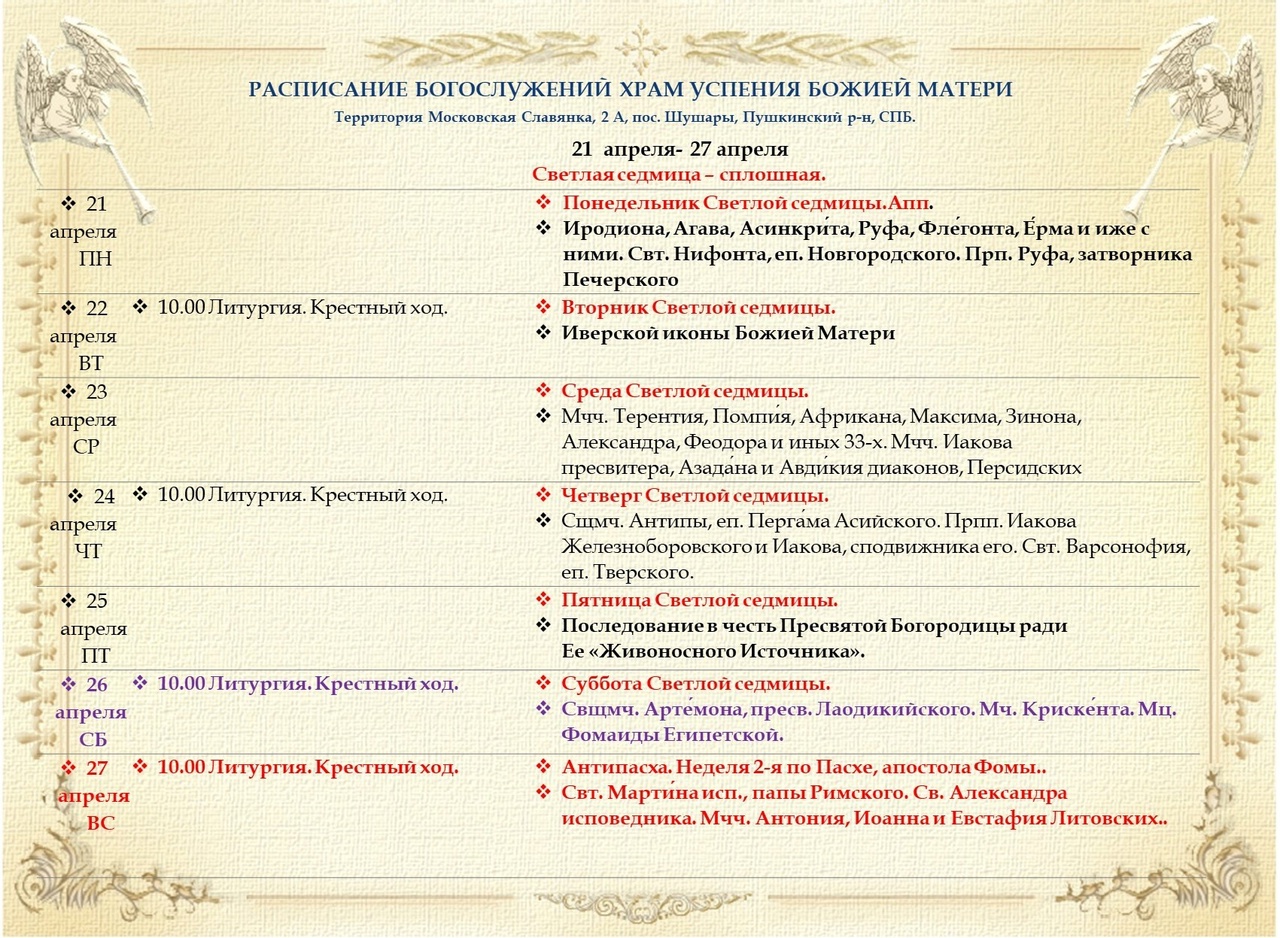 РАСПИСАНИЕ БОГОСЛУЖЕНИЙ ХРАМ УСПЕНИЯ БОЖИЕЙ МАТЕРИ
Территория Московская Славянка, 2 А, пос. Шушары, Пушкинский р-н, СПБ.
21 апреля- 27 апреля
Светлая седмица – сплошная.
❖ 21
апреля
ПН
❖ Понедельник Светлой седмицы.Апп.
❖ Иродиона, Агава, Асинкри́та, Руфа, Фле́гонта, Е́рма и иже с
ними. Свт. Нифонта, еп. Новгородского. Прп. Руфа, затворника
Печерского
❖ 22
апреля
ВТ
❖ 10.00 Литургия. Крестный ход.
❖ Вторник Светлой седмицы.
❖ Иверской иконы Божией Матери
❖ 23
апреля
СР
❖ Среда Светлой седмицы.
❖ Мчч. Терентия, Помпи́я, Африкана, Максима, Зинона,
Александра, Феодора и иных 33-х. Мчч. Иакова
пресвитера, Азада́на и Авди́кия диаконов, Персидских
❖ 24
апреля
ЧТ
❖ 10.00 Литургия. Крестный ход.
❖ Четверг Светлой седмицы.
❖ Сщмч. Антипы, еп. Перга́ма Асийского. Прпп. Иакова
Железноборовского и Иакова, сподвижника его. Свт. Варсонофия,
еп. Тверского.
❖ 25
апреля
ПТ
❖ Пятница Светлой седмицы.
❖ Последование в честь Пресвятой Богородицы ради
Ее «Живоносного Источника».
❖ 26
апреля
СБ
❖ 10.00 Литургия. Крестный ход.
❖ Суббота Светлой седмицы.
❖ Свщмч. Арте́мона, пресв. Лаодикийского. Мч. Криске́нта. Мц.
Фомаиды Египетской.
❖ 27
апреля
ВС
❖ 10.00 Литургия. Крестный ход.
❖ Антипасха. Неделя 2-я по Пасхе, апостола Фомы..
❖ Свт. Марти́на исп., папы Римского. Св. Александра
исповедника. Мчч. Антония, Иоанна и Евстафия Литовских..